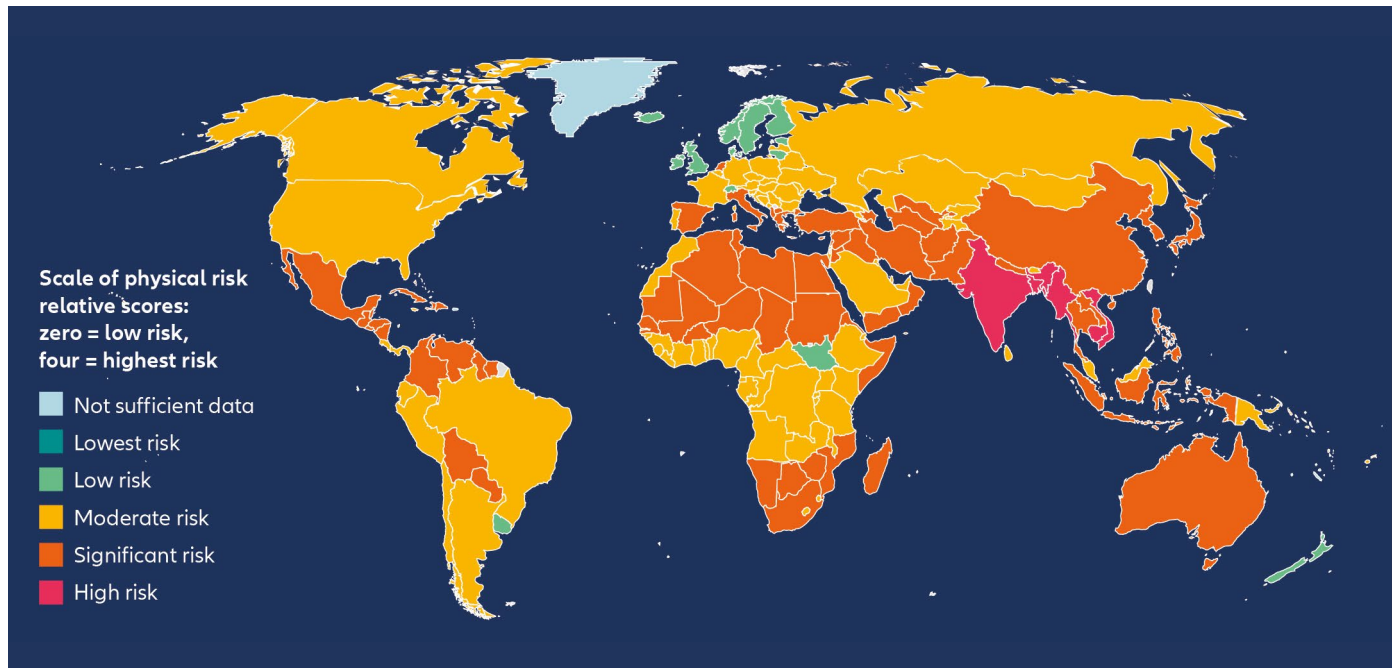 Scale of physical risk
relative scores:
zero = low risk,
four = highest risk
Not sufficient data
Lowest risk
Low risk
Moderate risk
Significant risk
High risk